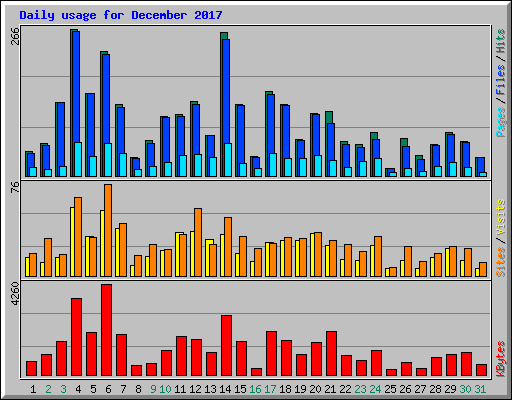 Daily usage for December 2017
266
Pages / Files / Hits
76
Sites / Visits
4260
KBytes
1 2 3 4 5 6 7 8 9 10 11 12 13 14 15 16 17 18 19 20 21 22 23 24 25 26 27 28 29 30 31